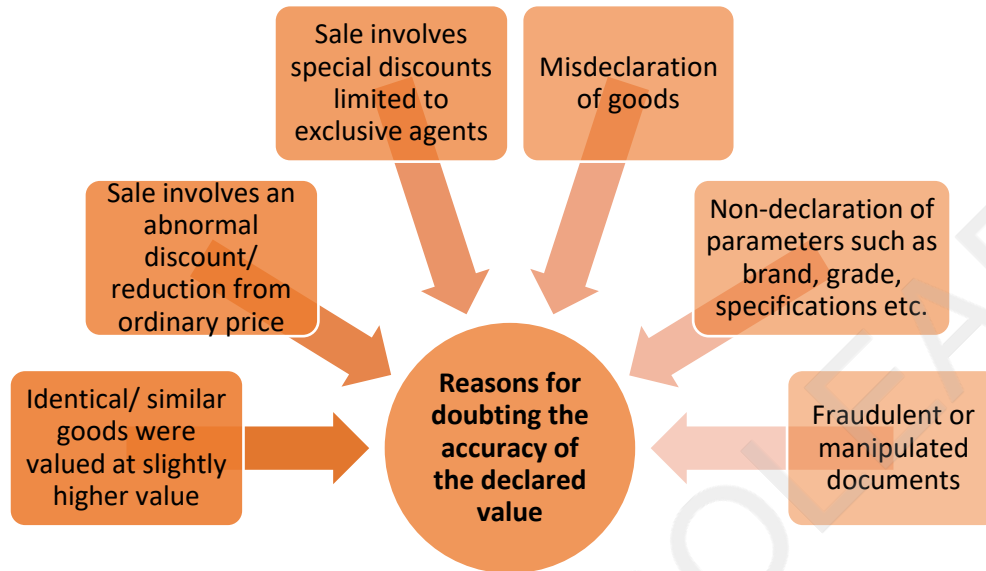 Sale involves
special discounts
limited to
exclusive agents
Misdeclaration
of goods
Sale involves an
abnormal
discount/
reduction from
ordinary price
Non-declaration of
parameters such as
brand, grade,
specifications etc.
Identical/ similar
goods were
valued at slightly
higher value
Reasons for
doubting the
accuracy of
the declared
value
Fraudulent or
manipulated
documents